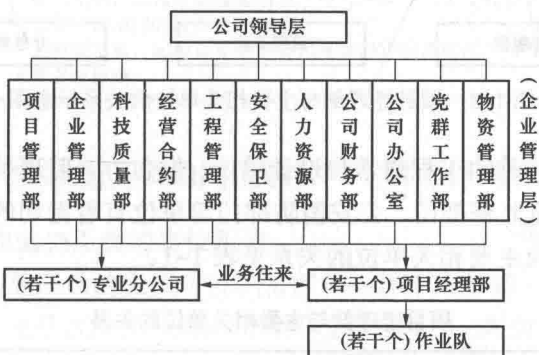 公司领导层
项目管理部
企业管理部
科技质量部
经营合约部
工程管理部
安全保卫部
人力资源部
公司财务部
公司办公室
党群工作部
物资管理部
(企业管理层)
(若干个)专业分公司
业务往来
(若干个)项目经理部
(若干个)作业队